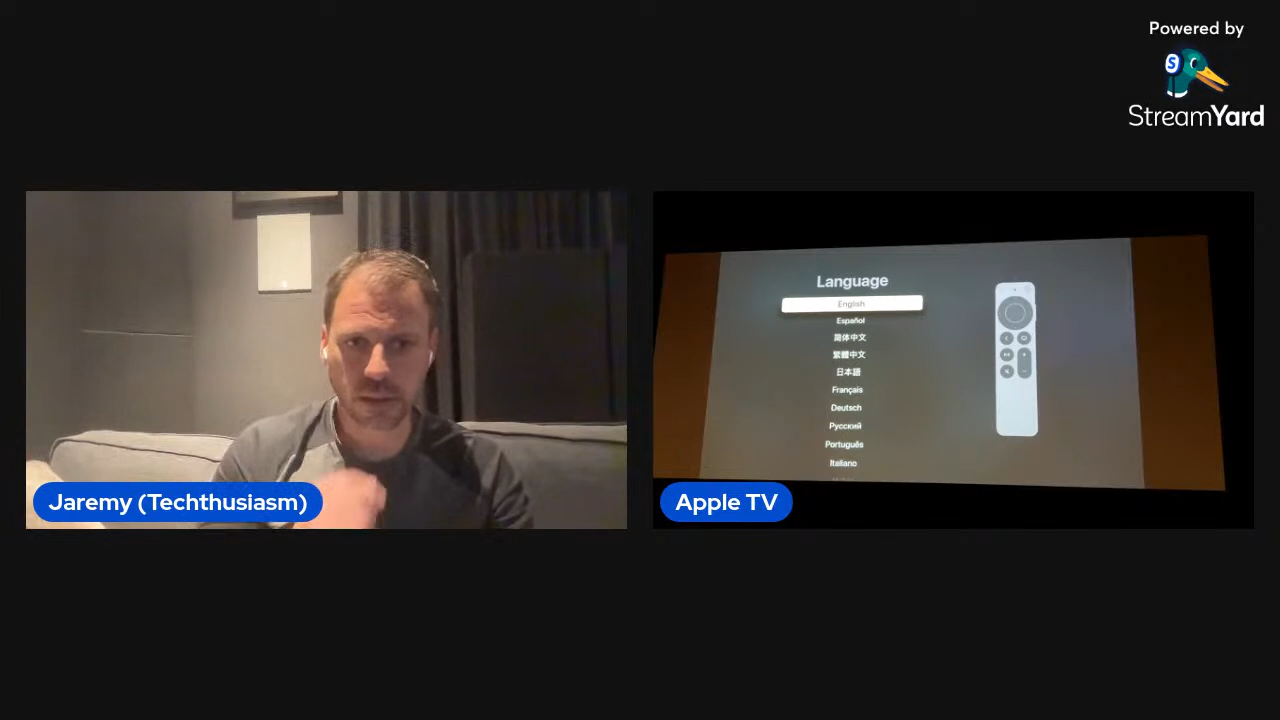 Powered by
S
StreamYard
Language
English
Español
简体中文
繁體中文
日本語
Français
Deutsch
Русский
Português
Italiano
Jaremy (Techthusiasm)
Apple TV